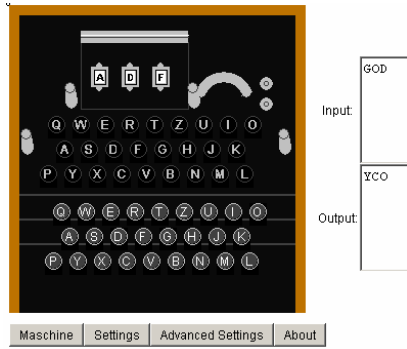 A D F
GOD
Q W E R T Z U I O
Input:
A S D F G H J K
P Y X C V B N M L
YCO
Q W E R T Z U I O
Output:
A S D F G H J K
P Y X C V B N M L
Maschine Settings Advanced Settings About